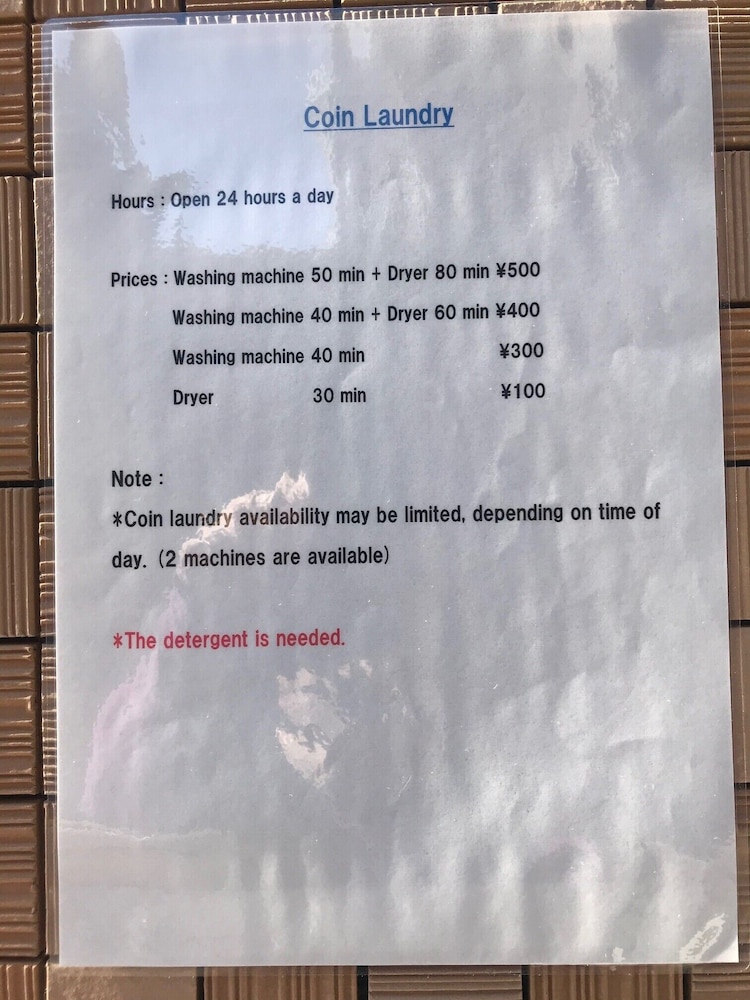 Coin Laundry
Hours : Open 24 hours a day
Prices : Washing machine 50 min + Dryer 80 min ¥500
Washing machine 40 min + Dryer 60 min ¥400
Washing machine 40 min ¥300
Dryer 30 min ¥100
Note :
*Coin laundry availability may be limited, depending on time of
day. (2 machines are available)
*The detergent is needed.